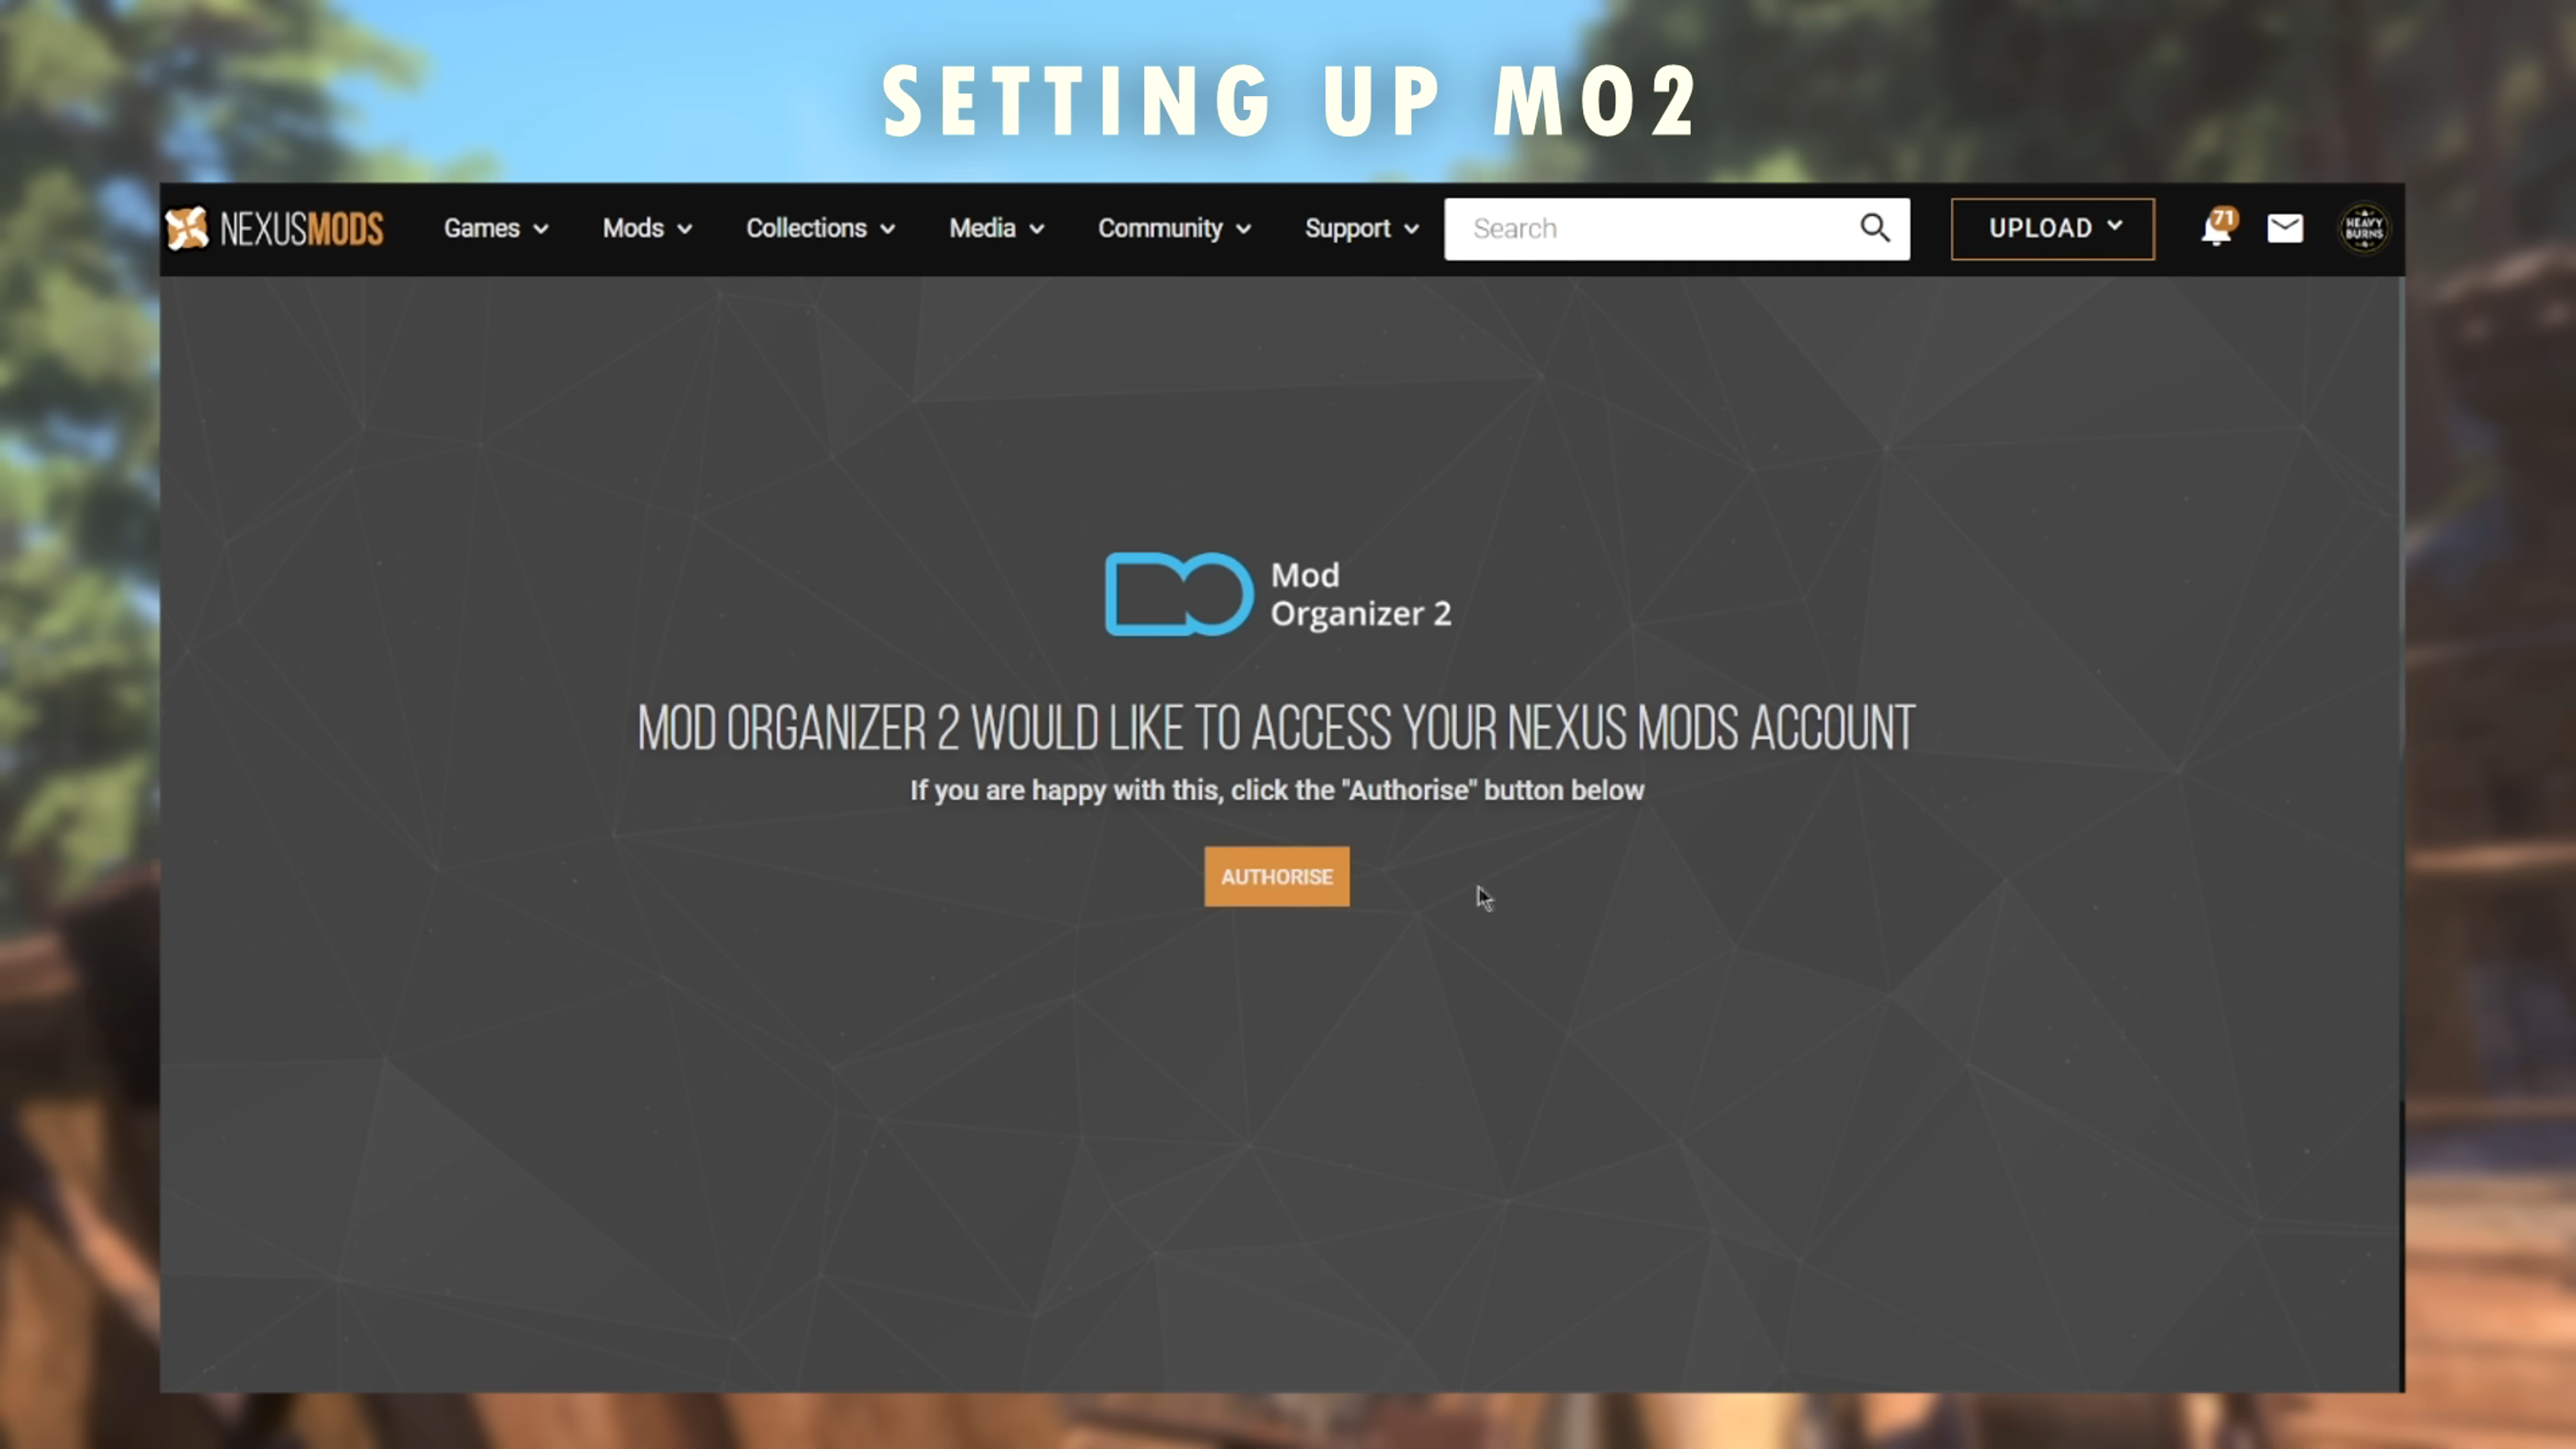 SETTING UP MO2
NEXUSMODS Games Mods Collections Media Community Support Search UPLOAD 71 HEAVY BURNS
Mod
Organizer 2
MOD ORGANIZER 2 WOULD LIKE TO ACCESS YOUR NEXUS MODS ACCOUNT
If you are happy with this, click the "Authorise" button below
AUTHORISE